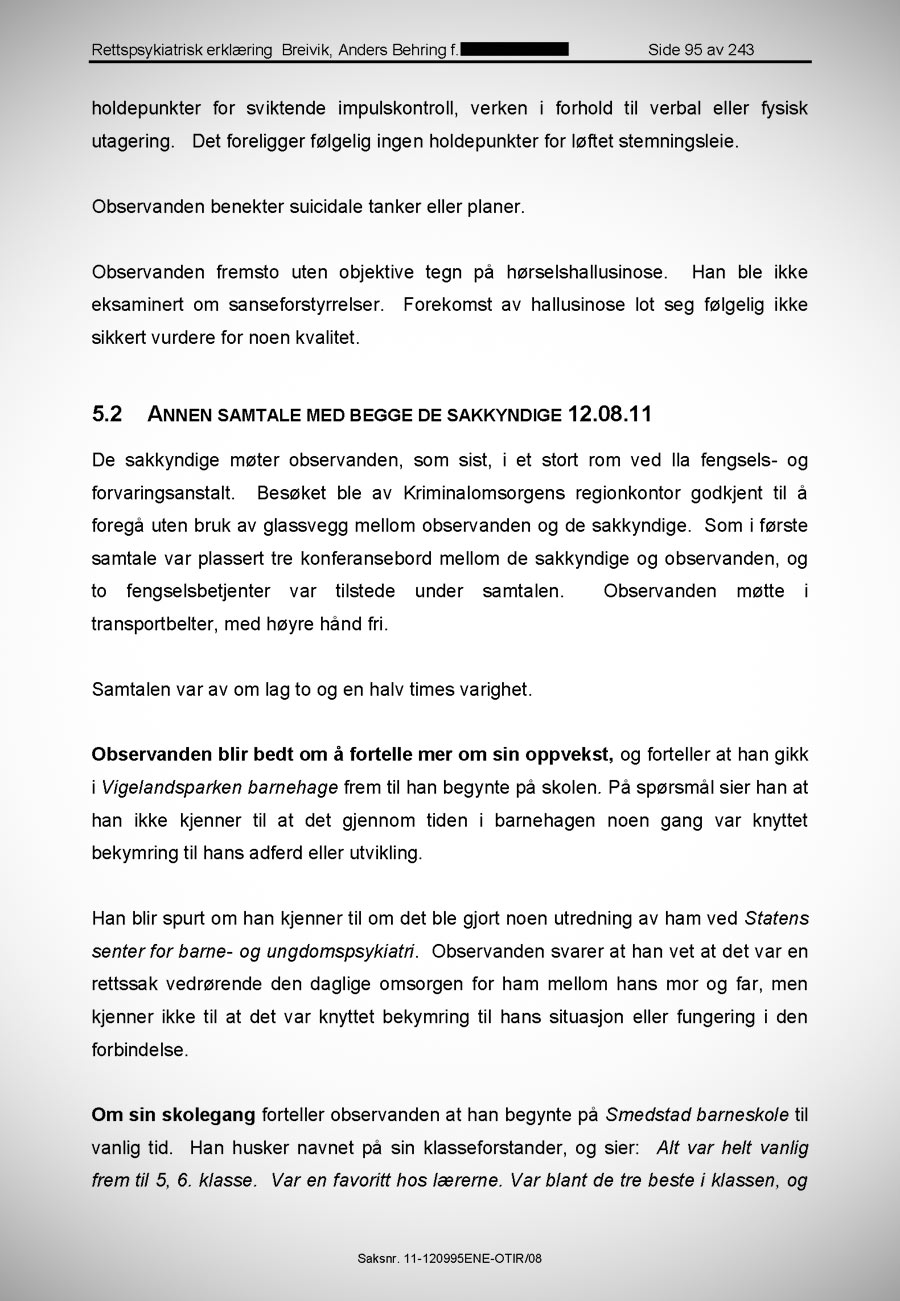 Rettspsykiatrisk erklæring Breivik, Anders Behring f. Side 95 av 243
holdepunkter for sviktende impulskontroll, verken i forhold til verbal eller fysisk
utagering. Det foreligger følgelig ingen holdepunkter for løftet stemningsleie.
Observanden benekter suicidale tanker eller planer.
Observanden fremsto uten objektive tegn på hørselshallusinose. Han ble ikke
eksaminert om sanseforstyrrelser. Forekomst av hallusinose lot seg følgelig ikke
sikkert vurdere for noen kvalitet.
5.2 ANNEN SAMTALE MED BEGGE DE SAKKYNDIGE 12.08.11
De sakkyndige møter observanden, som sist, i et stort rom ved Ila fengsels- og
forvaringsanstalt. Besøket ble av Kriminalomsorgens regionkontor godkjent til å
foregå uten bruk av glassvegg mellom observanden og de sakkyndige. Som i første
samtale var plassert tre konferansebord mellom de sakkyndige og observanden, og
to fengselsbetjenter var tilstede under samtalen. Observanden møtte i
transportbelter, med høyre hånd fri.
Samtalen var av om lag to og en halv times varighet.
Observanden blir bedt om å fortelle mer om sin oppvekst, og forteller at han gikk
i Vigelandsparken barnehage frem til han begynte på skolen. På spørsmål sier han at
han ikke kjenner til at det gjennom tiden i barnehagen noen gang var knyttet
bekymring til hans adferd eller utvikling.
Han blir spurt om han kjenner til om det ble gjort noen utredning av ham ved Statens
senter for barne- og ungdomspsykiatri. Observanden svarer at han vet at det var en
rettssak vedrørende den daglige omsorgen for ham mellom hans mor og far, men
kjenner ikke til at det var knyttet bekymring til hans situasjon eller fungering i den
forbindelse.
Om sin skolegang forteller observanden at han begynte på Smedstad barneskole til
vanlig tid. Han husker navnet på sin klasseforstander, og sier: Alt var helt vanlig
frem til 5, 6. klasse. Var en favoritt hos lærerne. Var blant de tre beste i klassen, og
Saksnr. 11-120995ENE-OTIR/08